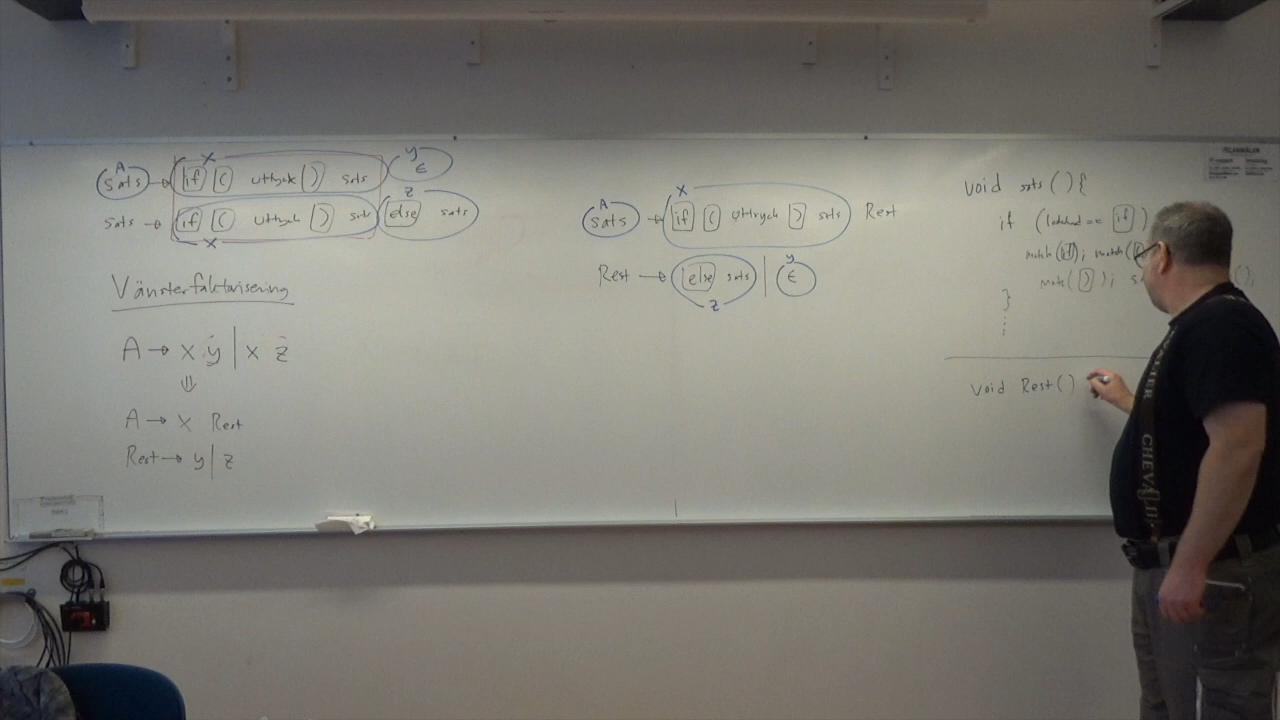 A
x
y
sats → if ( uttryck ) sats ε
z
sats → if ( uttryck ) sats else sats
x
Vänsterfaktorisering
A → x y | x z
⇓
A → x Rest
Rest → y | z
A
x
sats → if ( uttryck ) sats Rest
y
Rest → else sats | ε
z
void sats () {
if (lookahead == if )
match(if); match((
match( ) ); s ();
}
⋮
void Rest()
CHEVALIER